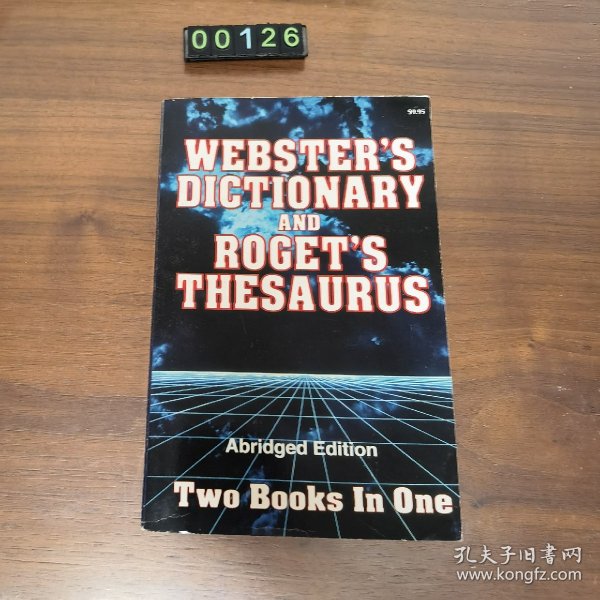 00126
$9.95
WEBSTER'S
DICTIONARY
AND
ROGET'S
THESAURUS
Abridged Edition
Two Books In One
孔夫子旧书网
www.kongfz.com